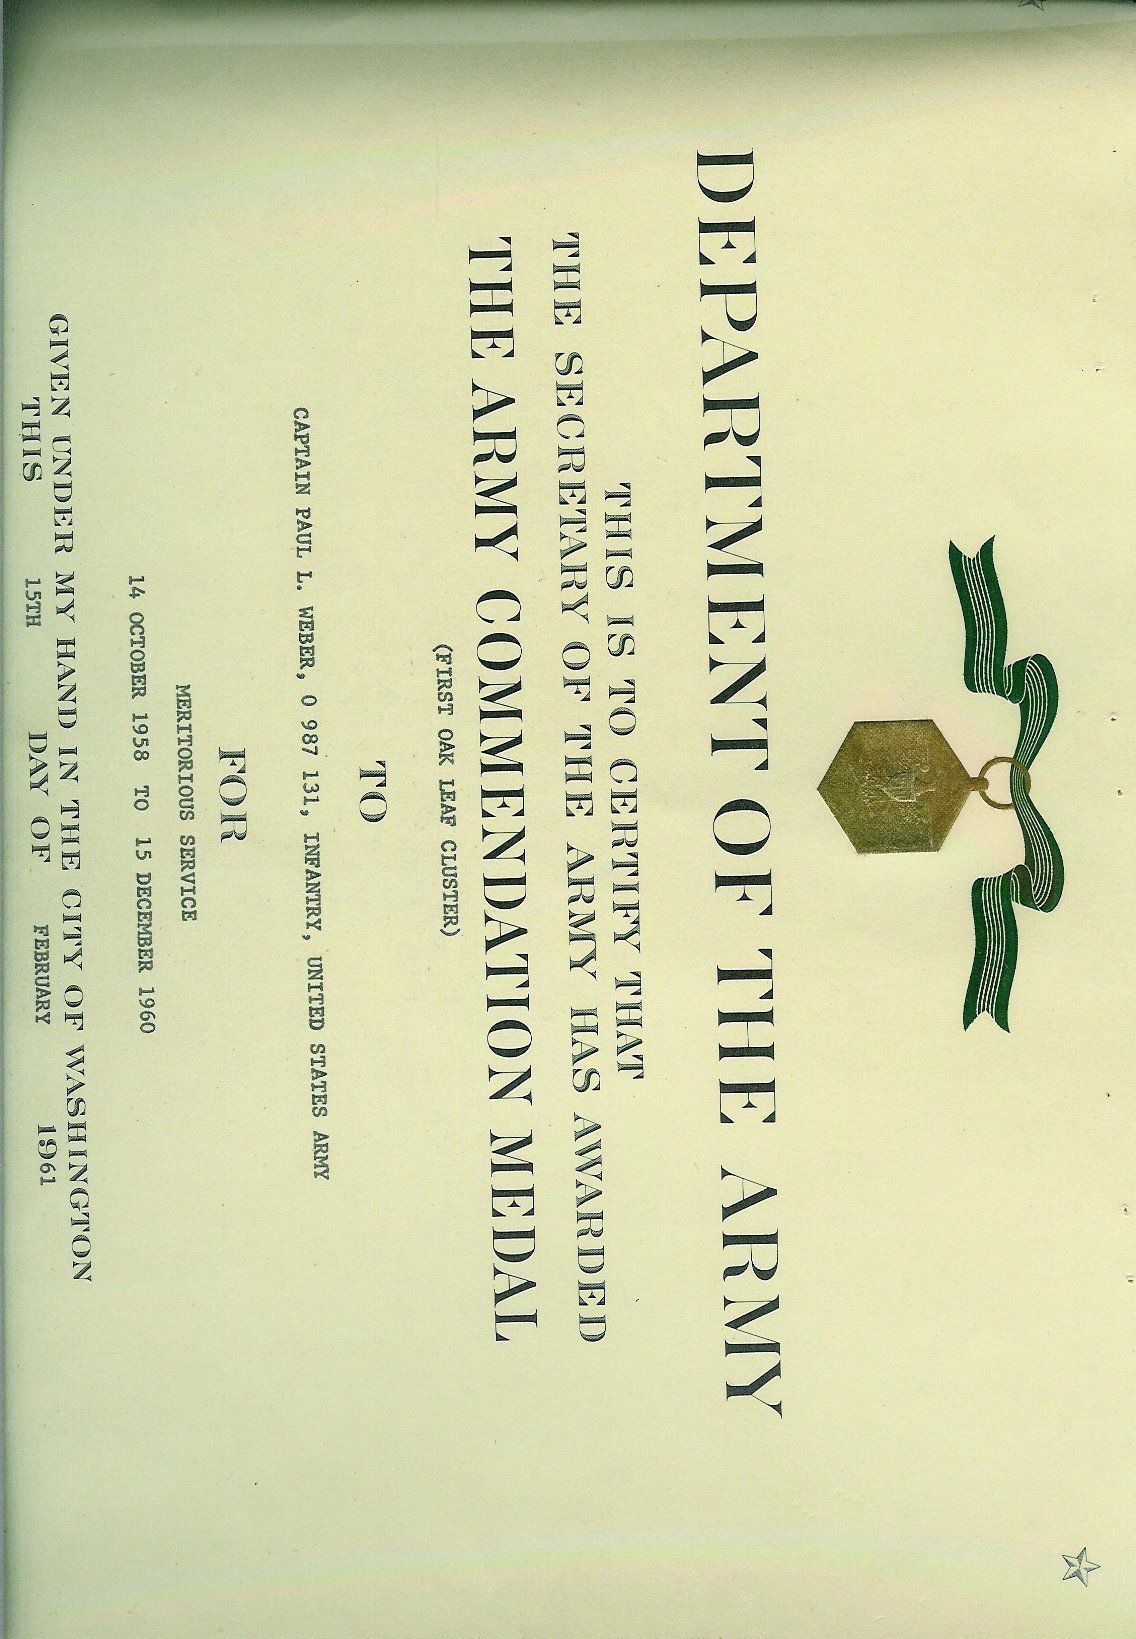 DEPARTMENT OF THE ARMY
THIS IS TO CERTIFY THAT
THE SECRETARY OF THE ARMY HAS AWARDED
THE ARMY COMMENDATION MEDAL
(FIRST OAK LEAF CLUSTER)
TO
CAPTAIN PAUL L. WEBER, O 987 131, INFANTRY, UNITED STATES ARMY
FOR
MERITORIOUS SERVICE
14 OCTOBER 1958 TO 15 DECEMBER 1960
GIVEN UNDER MY HAND IN THE CITY OF WASHINGTON
THIS 15TH DAY OF FEBRUARY 1961